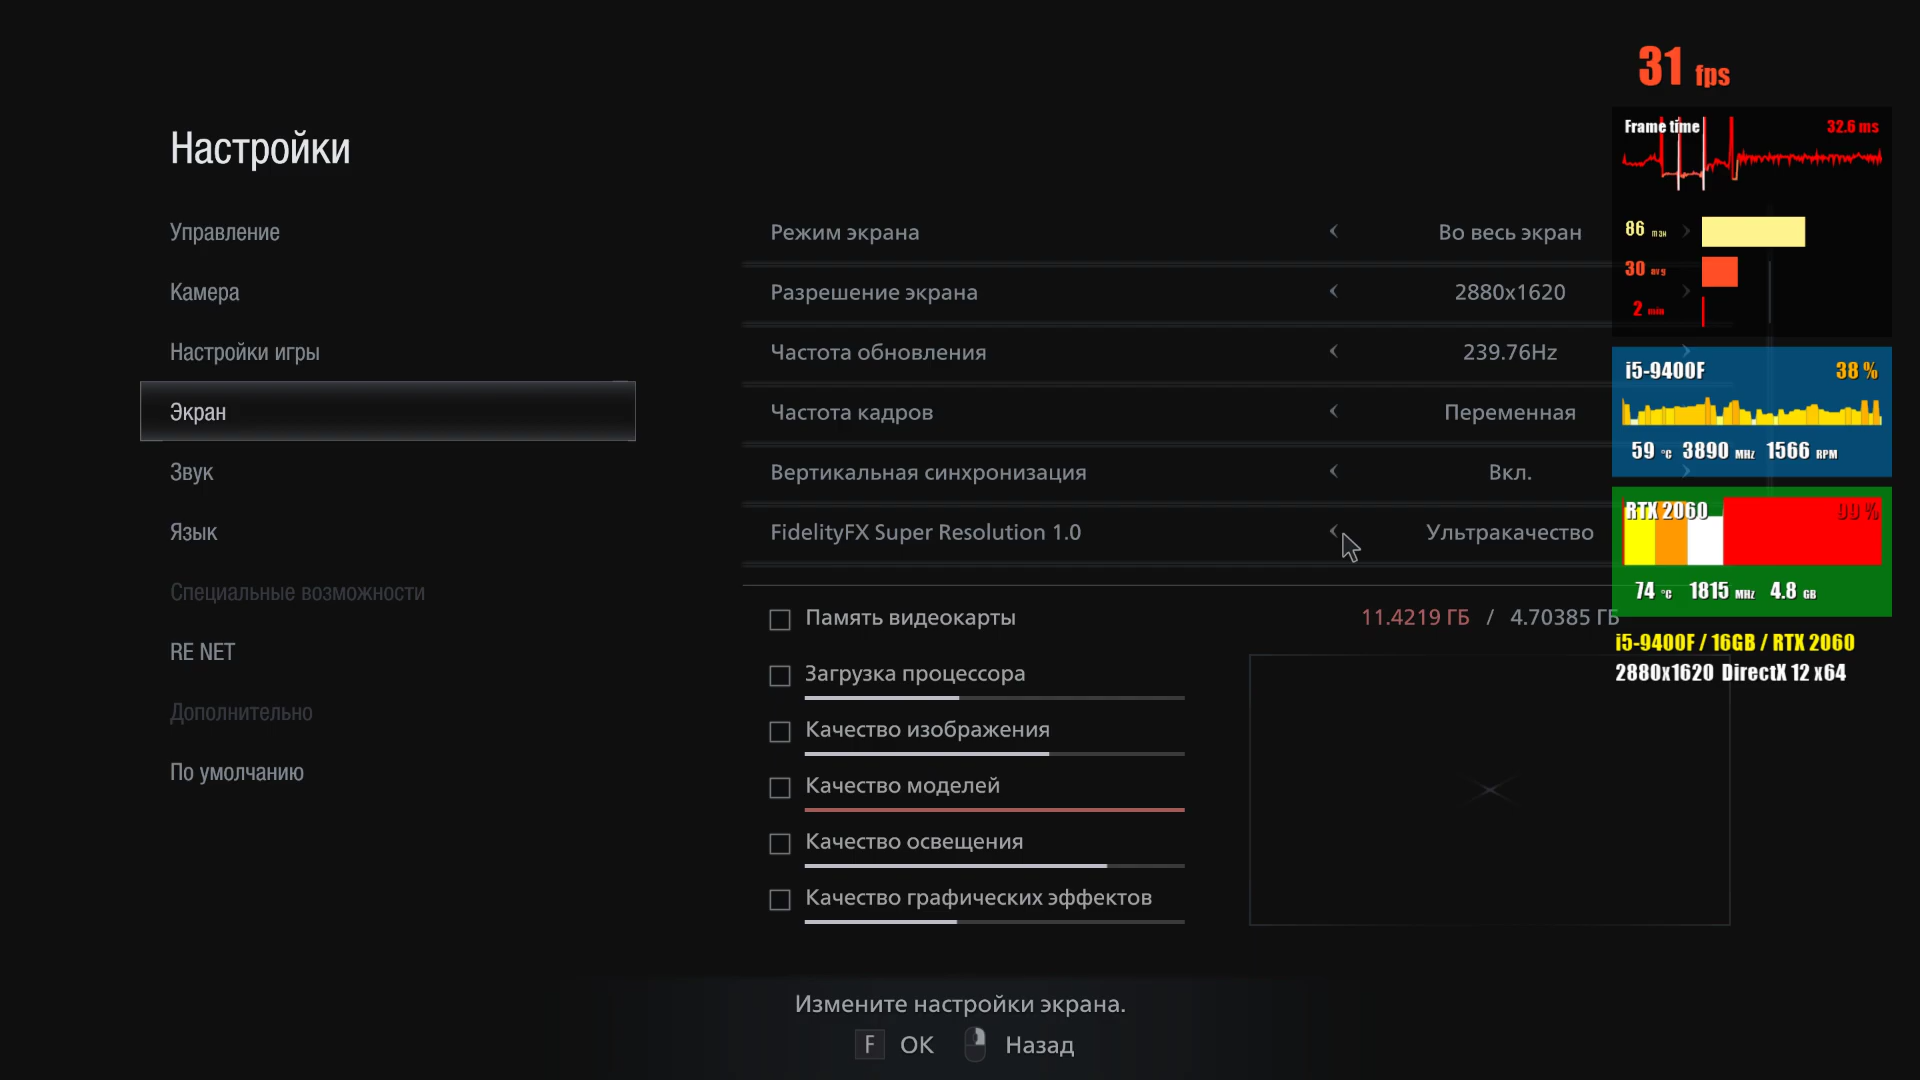 31 fps
Настройки
Frame time 32.6 ms
Управление
Режим экрана Во весь экран
86 max
Камера
Разрешение экрана 2880x1620
30 avg
2 min
Настройки игры
Частота обновления 239.76Hz
i5-9400F 38 %
Экран
Частота кадров Переменная
59 °C 3890 MHz 1566 RPM
Звук
Вертикальная синхронизация Вкл.
RTX 2060 99 %
Язык
FidelityFX Super Resolution 1.0 Ультракачество
74 °C 1815 MHz 4.8 GB
Специальные возможности
Память видеокарты 11.4219 ГБ / 4.70385 ГБ
i5-9400F / 16GB / RTX 2060
RE NET
2880x1620 DirectX 12 x64
Загрузка процессора
Дополнительно
Качество изображения
По умолчанию
Качество моделей
Качество освещения
Качество графических эффектов
Измените настройки экрана.
F OK Назад